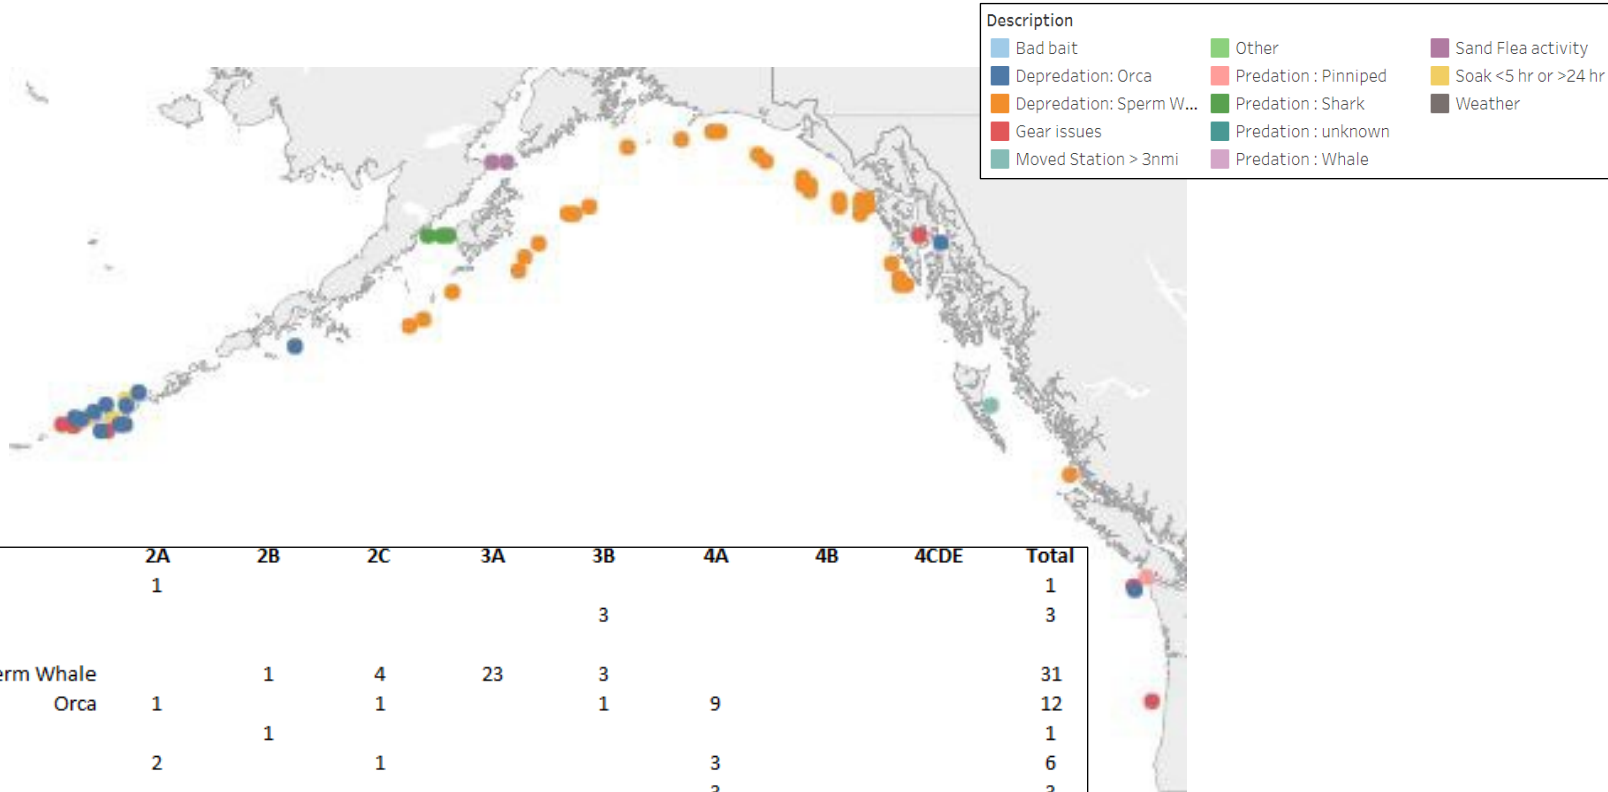 Description
Bad bait
Depredation: Orca
Depredation: Sperm W...
Gear issues
Moved Station > 3nmi
Other
Predation : Pinniped
Predation : Shark
Predation : unknown
Predation : Whale
Sand Flea activity
Soak <5 hr or >24 hr
Weather
2A 2B 2C 3A 3B 4A 4B 4CDE Total
1 1
3 3
erm Whale 1 4 23 3 31
Orca 1 1 1 9 12
1 1
2 1 3 6
3 3